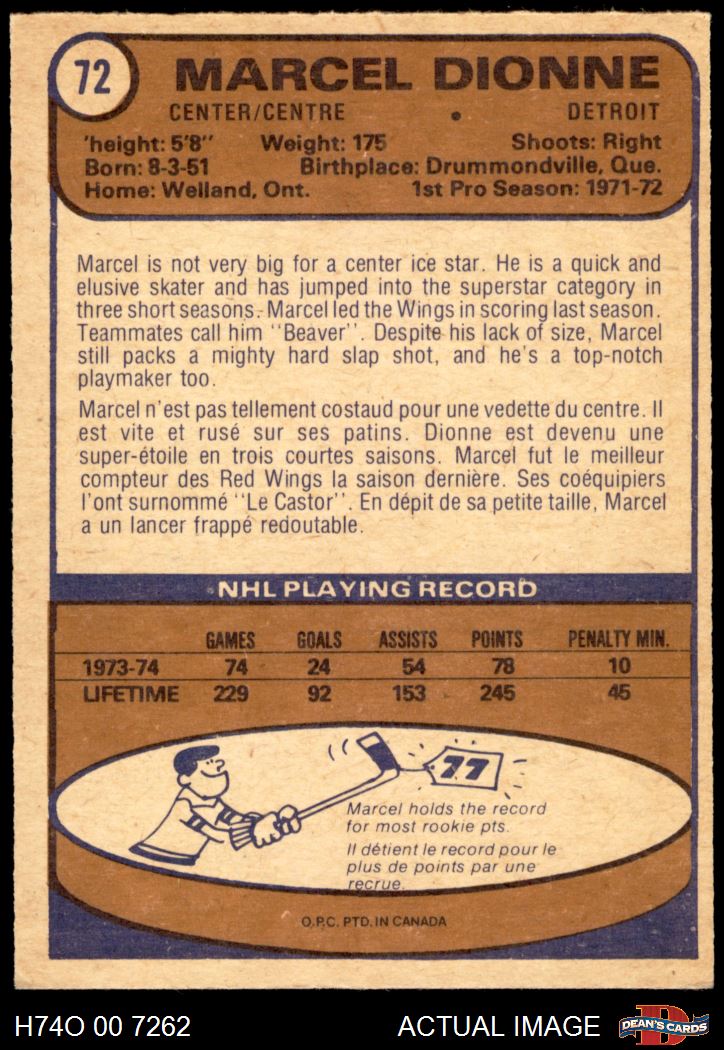 72
MARCEL DIONNE
CENTER/CENTRE • DETROIT
'height: 5'8" Weight: 175 Shoots: Right
Born: 8-3-51 Birthplace: Drummondville, Que.
Home: Welland, Ont. 1st Pro Season: 1971-72
Marcel is not very big for a center ice star. He is a quick and
elusive skater and has jumped into the superstar category in
three short seasons. Marcel led the Wings in scoring last season.
Teammates call him ''Beaver''. Despite his lack of size, Marcel
still packs a mighty hard slap shot, and he's a top-notch
playmaker too.
Marcel n'est pas tellement costaud pour une vedette du centre. Il
est vite et rusé sur ses patins. Dionne est devenu une
super-étoile en trois courtes saisons. Marcel fut le meilleur
compteur des Red Wings la saison dernière. Ses coéquipiers
l'ont surnommé ''Le Castor''. En dépit de sa petite taille, Marcel
a un lancer frappé redoutable.
NHL PLAYING RECORD
GAMES GOALS ASSISTS POINTS PENALTY MIN.
1973-74 74 24 54 78 10
LIFETIME 229 92 153 245 45
77
Marcel holds the record
for most rookie pts.
Il détient le record pour le
plus de points par une
recrue.
O.P.C. PTD. IN CANADA
H74O 00 7262 ACTUAL IMAGE D DEAN'S CARDS